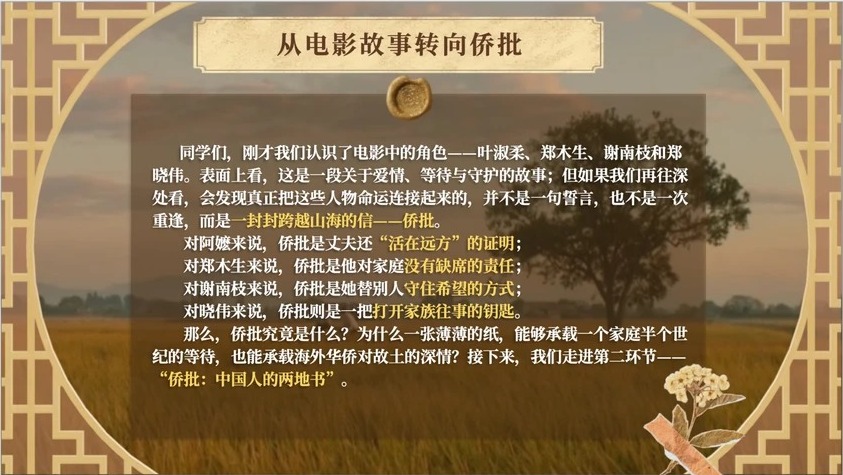 从电影故事转向侨批
同学们，刚才我们认识了电影中的角色——叶淑柔、郑木生、谢南枝和郑
晓伟。表面上看，这是一段关于爱情、等待与守护的故事；但如果我们再往深
处看，会发现真正把这些人物命运连接起来的，并不是一句誓言，也不是一次
重逢，而是一封封跨越山海的信——侨批。
对阿嬷来说，侨批是丈夫还“活在远方”的证明；
对郑木生来说，侨批是他对家庭没有缺席的责任；
对谢南枝来说，侨批是她替别人守住希望的方式；
对晓伟来说，侨批则是一把打开家族往事的钥匙。
那么，侨批究竟是什么？为什么一张薄薄的纸，能够承载一个家庭半个世
纪的等待，也能承载海外华侨对故土的深情？接下来，我们走进第二环节——
“侨批：中国人的两地书”。